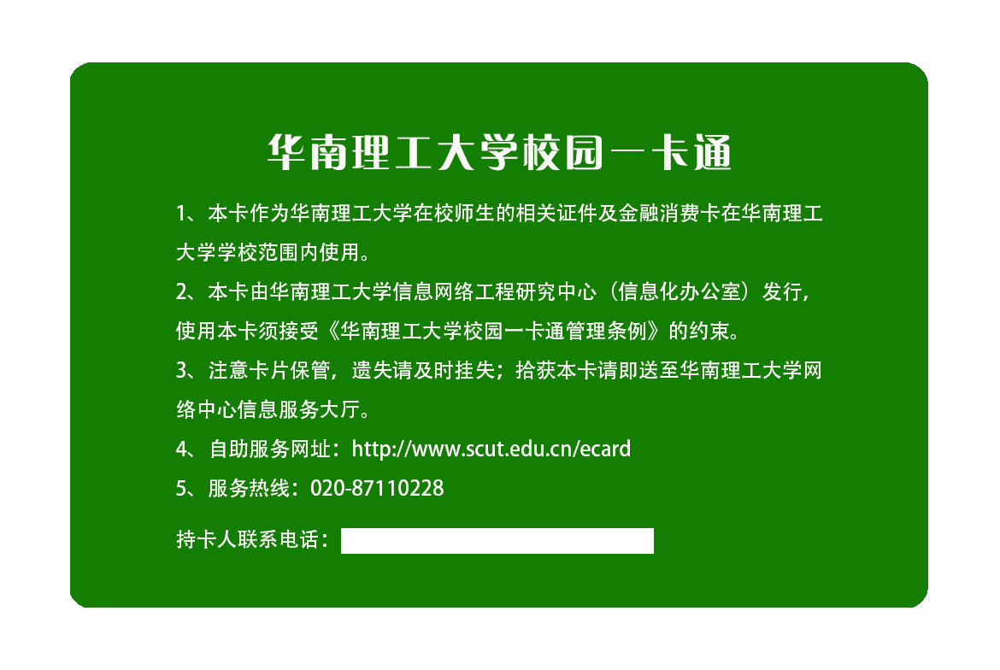 华南理工大学校园一卡通
1、本卡作为华南理工大学在校师生的相关证件及金融消费卡在华南理工
大学学校范围内使用。
2、本卡由华南理工大学信息网络工程研究中心（信息化办公室）发行，
使用本卡须接受《华南理工大学校园一卡通管理条例》的约束。
3、注意卡片保管，遗失请及时挂失；拾获本卡请即送至华南理工大学网
络中心信息服务大厅。
4、自助服务网址：http://www.scut.edu.cn/ecard
5、服务热线：020-87110228
持卡人联系电话：